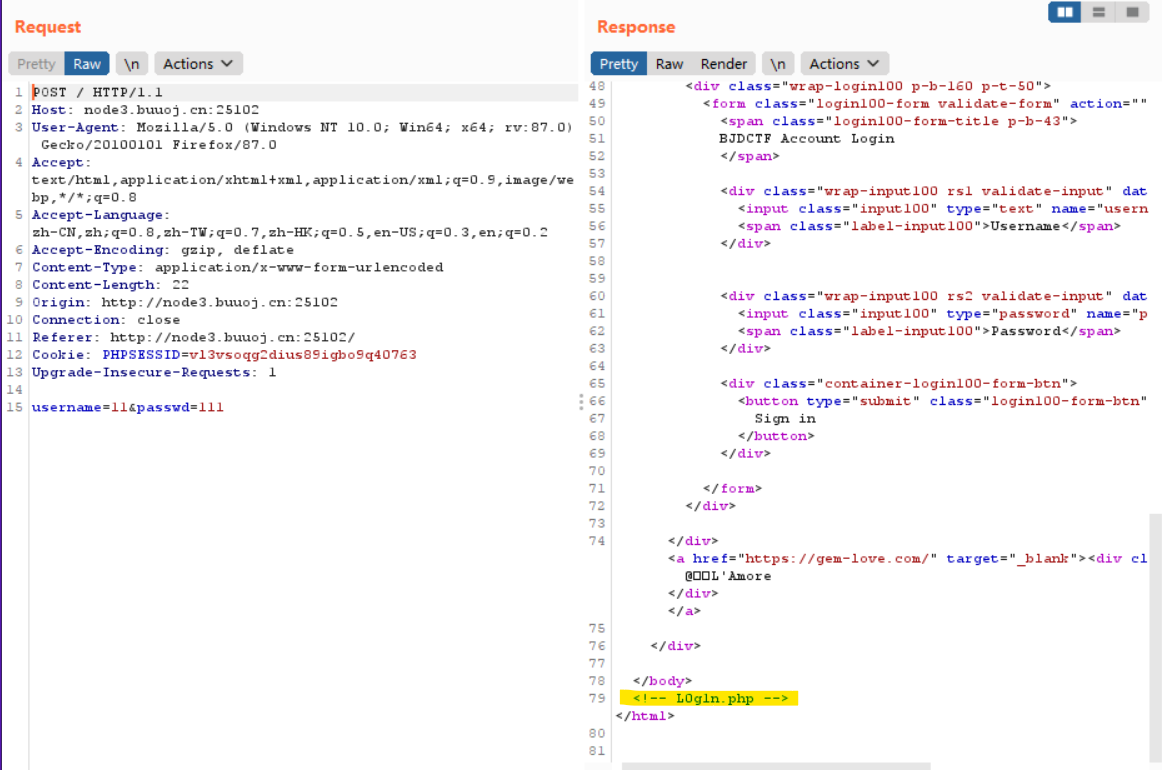 Request
Pretty Raw \n Actions
1 POST / HTTP/1.1
2 Host: node3.buuoj.cn:25102
3 User-Agent: Mozilla/5.0 (Windows NT 10.0; Win64; x64; rv:87.0)
Gecko/20100101 Firefox/87.0
4 Accept:
text/html,application/xhtml+xml,application/xml;q=0.9,image/we
bp,*/*;q=0.8
5 Accept-Language:
zh-CN,zh;q=0.8,zh-TW;q=0.7,zh-HK;q=0.5,en-US;q=0.3,en;q=0.2
6 Accept-Encoding: gzip, deflate
7 Content-Type: application/x-www-form-urlencoded
8 Content-Length: 22
9 Origin: http://node3.buuoj.cn:25102
10 Connection: close
11 Referer: http://node3.buuoj.cn:25102/
12 Cookie: PHPSESSID=vl3vsoqg2dius89igbo9q40763
13 Upgrade-Insecure-Requests: 1
14
15 username=11&passwd=111
Response
Pretty Raw Render \n Actions
48 <div class="wrap-login100 p-b-160 p-t-50">
49 <form class="login100-form validate-form" action=""
50 <span class="login100-form-title p-b-43">
51 BJDCTF Account Login
52 </span>
53
54 <div class="wrap-input100 rs1 validate-input" dat
55 <input class="input100" type="text" name="usern
56 <span class="label-input100">Username</span>
57 </div>
58
59
60 <div class="wrap-input100 rs2 validate-input" dat
61 <input class="input100" type="password" name="p
62 <span class="label-input100">Password</span>
63 </div>
64
65 <div class="container-login100-form-btn">
66 <button type="submit" class="login100-form-btn"
67 Sign in
68 </button>
69 </div>
70
71 </form>
72 </div>
73
74 </div>
<a href="https://gem-love.com/" target="_blank"><div cl
@□□L'Amore
</div>
</a>
75
76 </div>
77
78 </body>
79 <!-- L0g1n.php -->
</html>
80
81